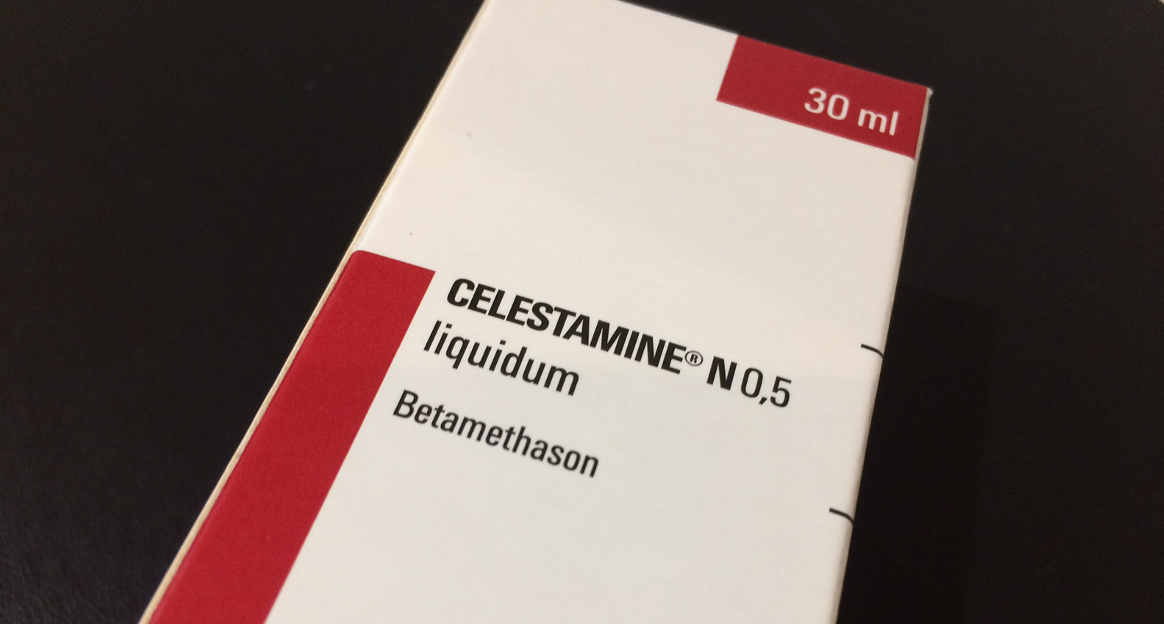 30 ml
CELESTAMINE® N 0,5
liquidum
Betamethason